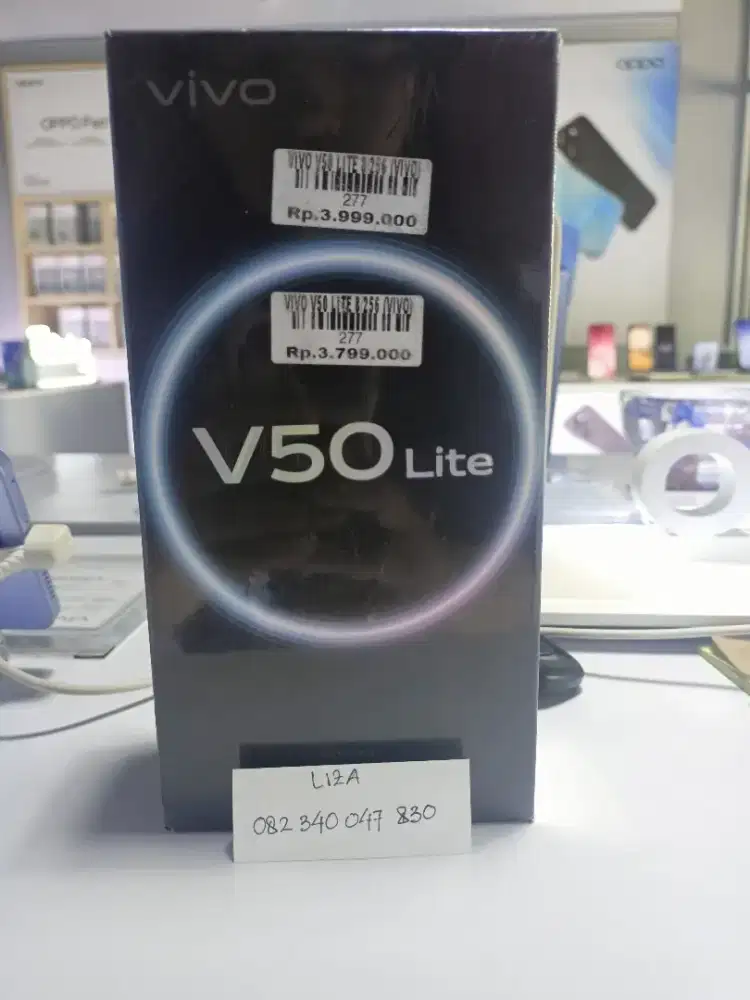 vivo
VIVO V50 LITE 8/256 (VIVO)
277
Rp.3.999.000
VIVO V50 LITE 8/256 (VIVO)
277
Rp.3.799.000
V50 Lite
LIZA
082 340 047 830
oppo